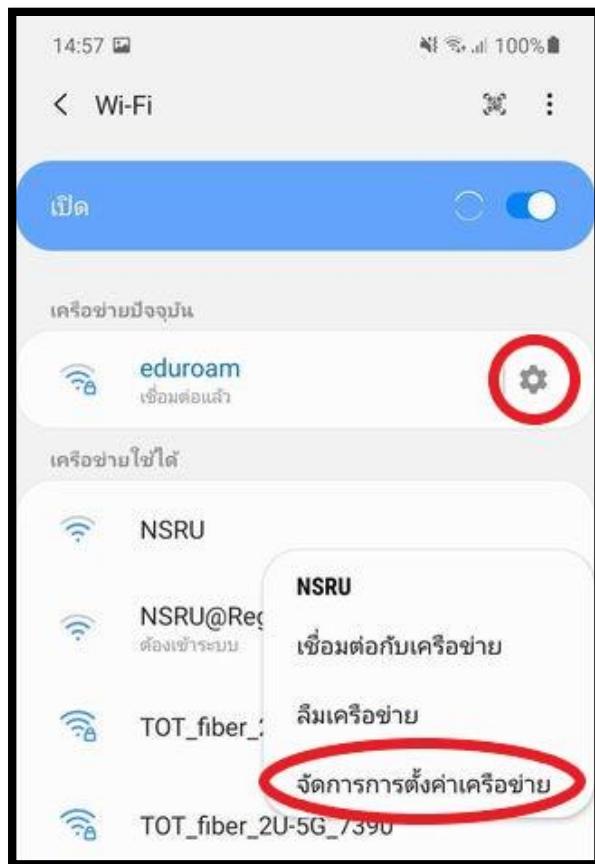 14:57 100%
Wi-Fi
เปิด
เครือข่ายปัจจุบัน
eduroam
เชื่อมต่อแล้ว
เครือข่ายใช้ได้
NSRU
NSRU@Reg
ต้องเข้าระบบ
TOT_fiber_2
TOT_fiber_2U-5G_7390
NSRU
เชื่อมต่อกับเครือข่าย
ลืมเครือข่าย
จัดการการตั้งค่าเครือข่าย